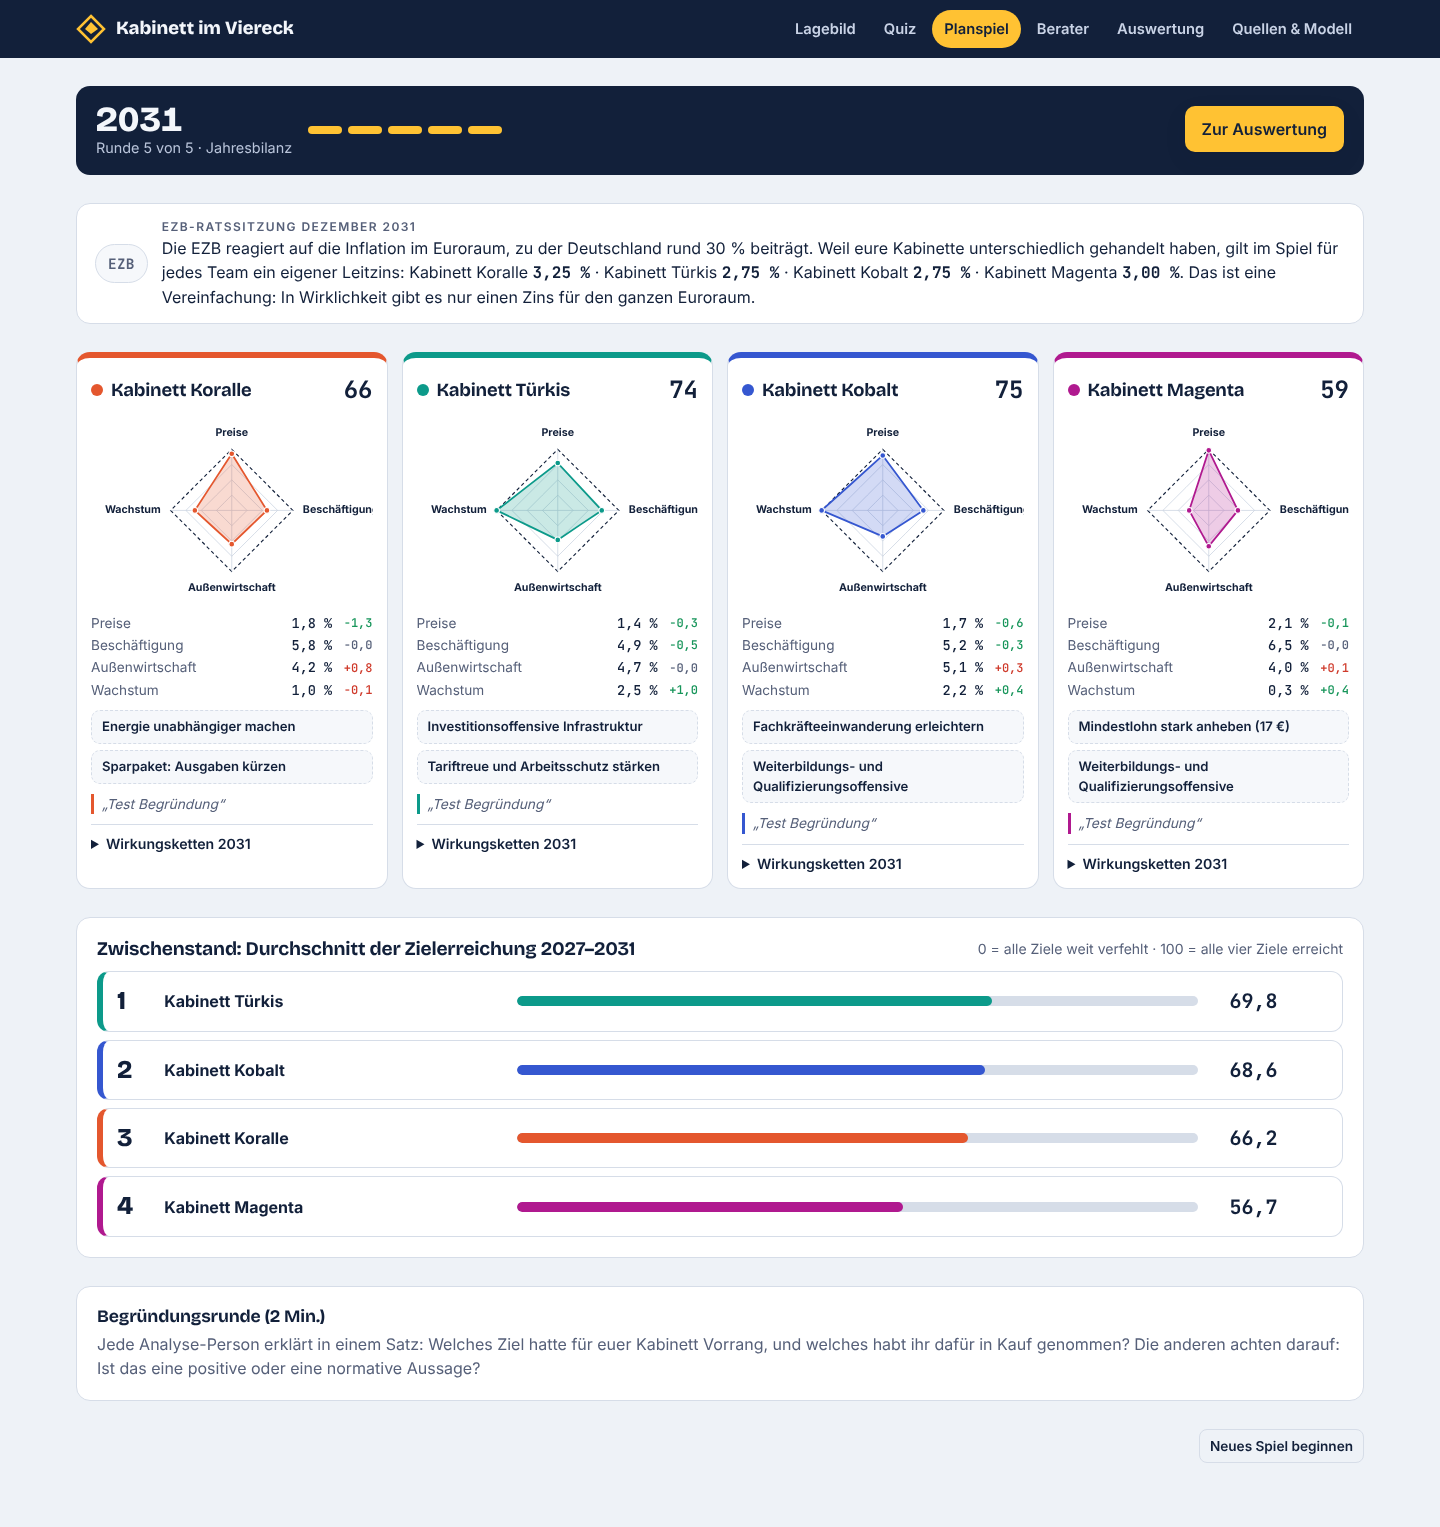 Kabinett im Viereck
Lagebild Quiz Planspiel Berater Auswertung Quellen & Modell
2031
Runde 5 von 5 · Jahresbilanz
Zur Auswertung
EZB
EZB-RATSSITZUNG DEZEMBER 2031
Die EZB reagiert auf die Inflation im Euroraum, zu der Deutschland rund 30 % beiträgt. Weil eure Kabinette unterschiedlich gehandelt haben, gilt im Spiel für
jedes Team ein eigener Leitzins: Kabinett Koralle 3,25 % · Kabinett Türkis 2,75 % · Kabinett Kobalt 2,75 % · Kabinett Magenta 3,00 %. Das ist eine
Vereinfachung: In Wirklichkeit gibt es nur einen Zins für den ganzen Euroraum.
Kabinett Koralle 66
Preise
Wachstum Beschäftigun
Außenwirtschaft
Preise 1,8 % -1,3
Beschäftigung 5,8 % -0,0
Außenwirtschaft 4,2 % +0,8
Wachstum 1,0 % -0,1
Energie unabhängiger machen
Sparpaket: Ausgaben kürzen
„Test Begründung“
▶ Wirkungsketten 2031
Kabinett Türkis 74
Preise
Wachstum Beschäftigun
Außenwirtschaft
Preise 1,4 % -0,3
Beschäftigung 4,9 % -0,5
Außenwirtschaft 4,7 % -0,0
Wachstum 2,5 % +1,0
Investitionsoffensive Infrastruktur
Tariftreue und Arbeitsschutz stärken
„Test Begründung“
▶ Wirkungsketten 2031
Kabinett Kobalt 75
Preise
Wachstum Beschäftigun
Außenwirtschaft
Preise 1,7 % -0,6
Beschäftigung 5,2 % -0,3
Außenwirtschaft 5,1 % +0,3
Wachstum 2,2 % +0,4
Fachkräfteeinwanderung erleichtern
Weiterbildungs- und
Qualifizierungsoffensive
„Test Begründung“
▶ Wirkungsketten 2031
Kabinett Magenta 59
Preise
Wachstum Beschäftigun
Außenwirtschaft
Preise 2,1 % -0,1
Beschäftigung 6,5 % -0,0
Außenwirtschaft 4,0 % +0,1
Wachstum 0,3 % +0,4
Mindestlohn stark anheben (17 €)
Weiterbildungs- und
Qualifizierungsoffensive
„Test Begründung“
▶ Wirkungsketten 2031
Zwischenstand: Durchschnitt der Zielerreichung 2027–2031
0 = alle Ziele weit verfehlt · 100 = alle vier Ziele erreicht
1 Kabinett Türkis 69,8
2 Kabinett Kobalt 68,6
3 Kabinett Koralle 66,2
4 Kabinett Magenta 56,7
Begründungsrunde (2 Min.)
Jede Analyse-Person erklärt in einem Satz: Welches Ziel hatte für euer Kabinett Vorrang, und welches habt ihr dafür in Kauf genommen? Die anderen achten darauf:
Ist das eine positive oder eine normative Aussage?
Neues Spiel beginnen